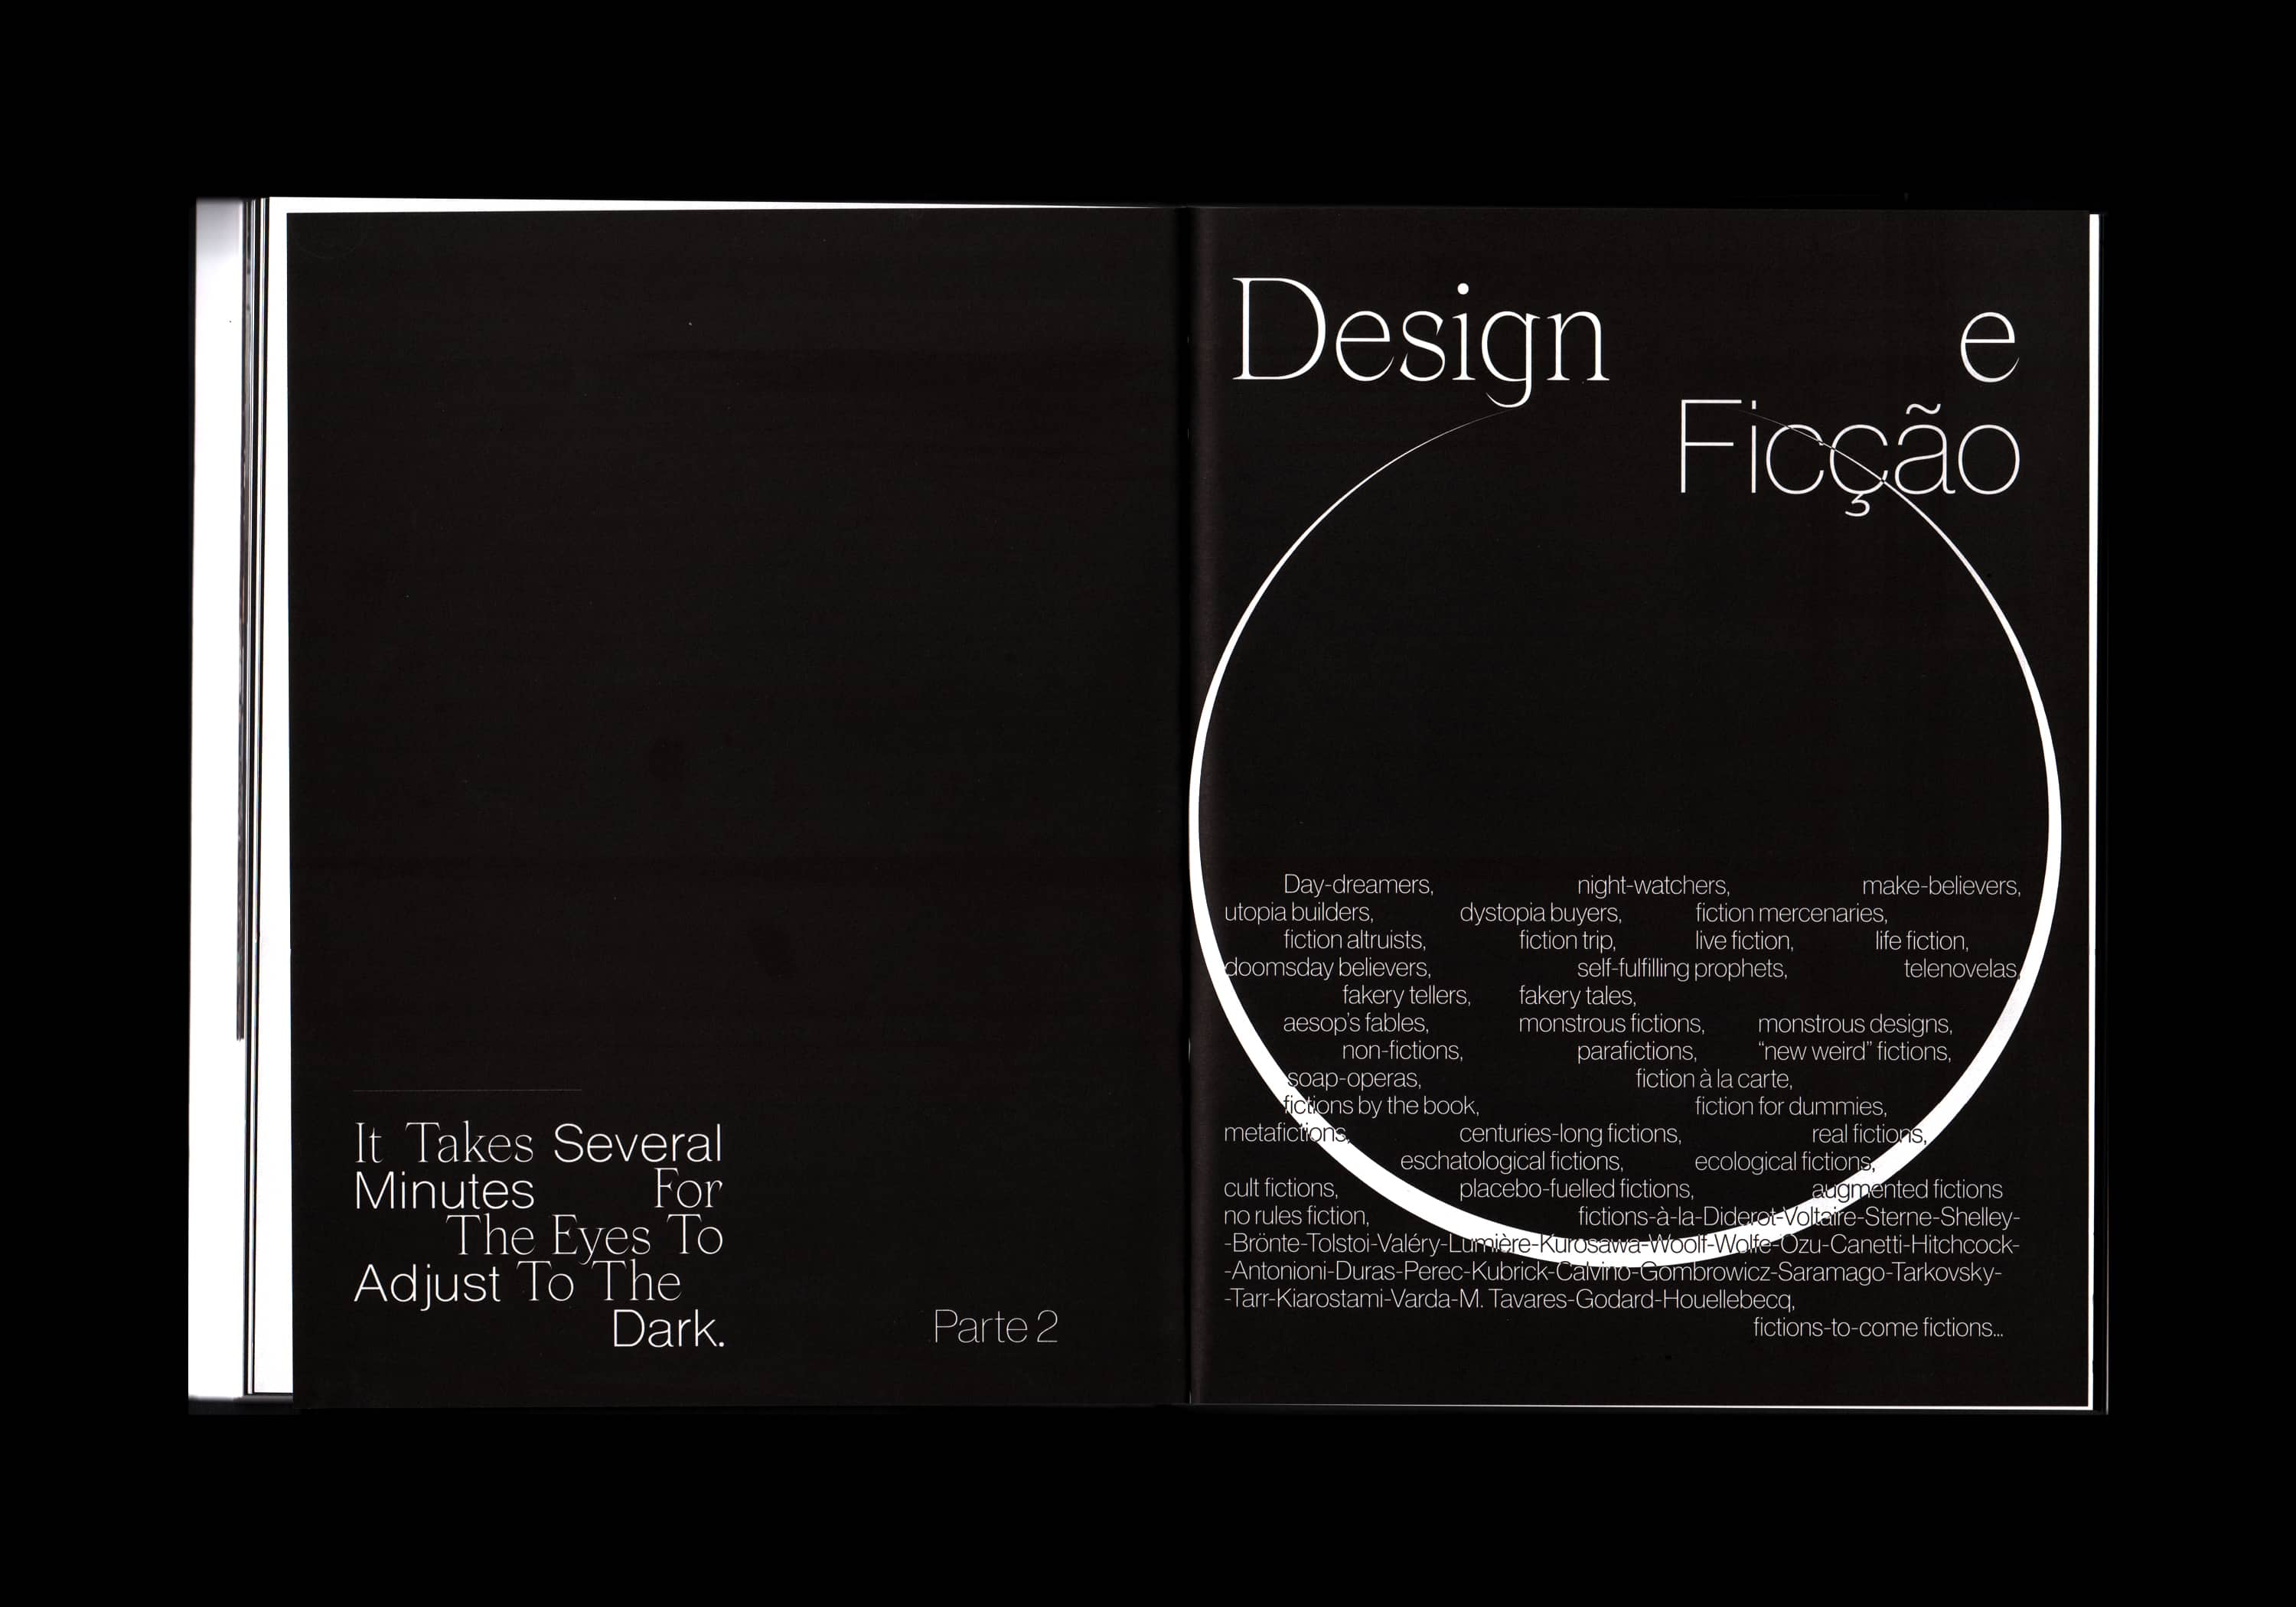 It Takes Several
Minutes For
The Eyes To
Adjust To The
Dark.
Parte 2
Design e
Ficção
Day-dreamers, night-watchers, make-believers,
utopia builders, dystopia buyers, fiction mercenaries,
fiction altruists, fiction trip, live fiction, life fiction,
doomsday believers, self-fulfilling prophets, telenovelas,
fakery tellers, fakery tales,
aesop's fables, monstrous fictions, monstrous designs,
non-fictions, parafictions, “new weird” fictions,
soap-operas, fiction à la carte,
fictions by the book, fiction for dummies,
metafictions, centuries-long fictions, real fictions,
eschatological fictions, ecological fictions,
cult fictions, placebo-fuelled fictions, augmented fictions
no rules fiction, fictions-à-la-Diderot-Voltaire-Sterne-Shelley-
-Brönte-Tolstoi-Valéry-Lumière-Kurosawa-Woolf-Wolfe-Ozu-Canetti-Hitchcock-
-Antonioni-Duras-Perec-Kubrick-Calvino-Gombrowicz-Saramago-Tarkovsky-
-Tarr-Kiarostami-Varda-M. Tavares-Godard-Houellebecq,
fictions-to-come fictions...